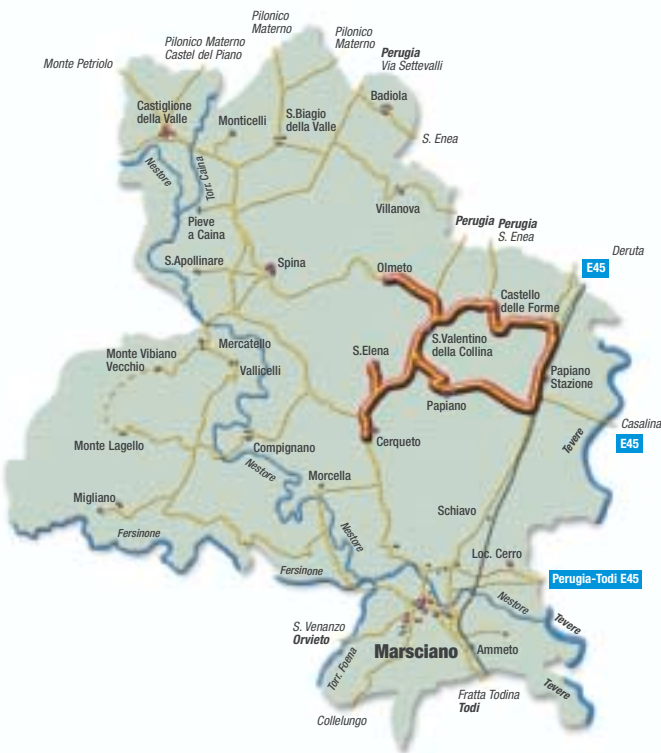 Pilonico
Materno
Pilonico Materno
Castel del Piano
Pilonico
Materno
Perugia
Via Settevalli
Monte Petriolo
Castiglione
della Valle
Monticelli
S.Biagio
della Valle
Badiola
S. Enea
Nestore
Torr. Caina
Villanova
Pieve
a Caina
Perugia
Perugia
S. Enea
Deruta
E45
S.Apollinare
Spina
Olmeto
Castello
delle Forme
S.Valentino
della Collina
Mercatello
Monte Vibiano
Vecchio
Vallicelli
S.Elena
Papiano
Stazione
Papiano
Casalina
E45
Tevere
Monte Lagello
Compignano
Cerqueto
Nestore
Morcella
Migliano
Schiavo
Fersinone
Nestore
Loc. Cerro
Fersinone
Perugia-Todi E45
Nestore
Tevere
S. Venanzo
Orvieto
Marsciano
Ammeto
Torr. Foena
Tevere
Fratta Todina
Todi
Collelungo